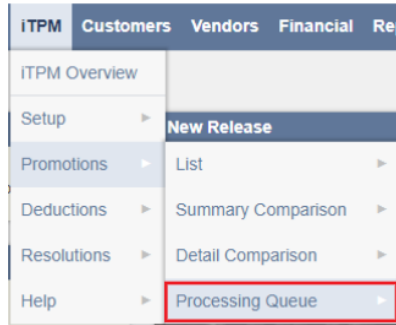 iTPM Customers Vendors Financial Re
iTPM Overview
Setup
New Release
Promotions
List
Deductions
Summary Comparison
Resolutions
Detail Comparison
Help
Processing Queue